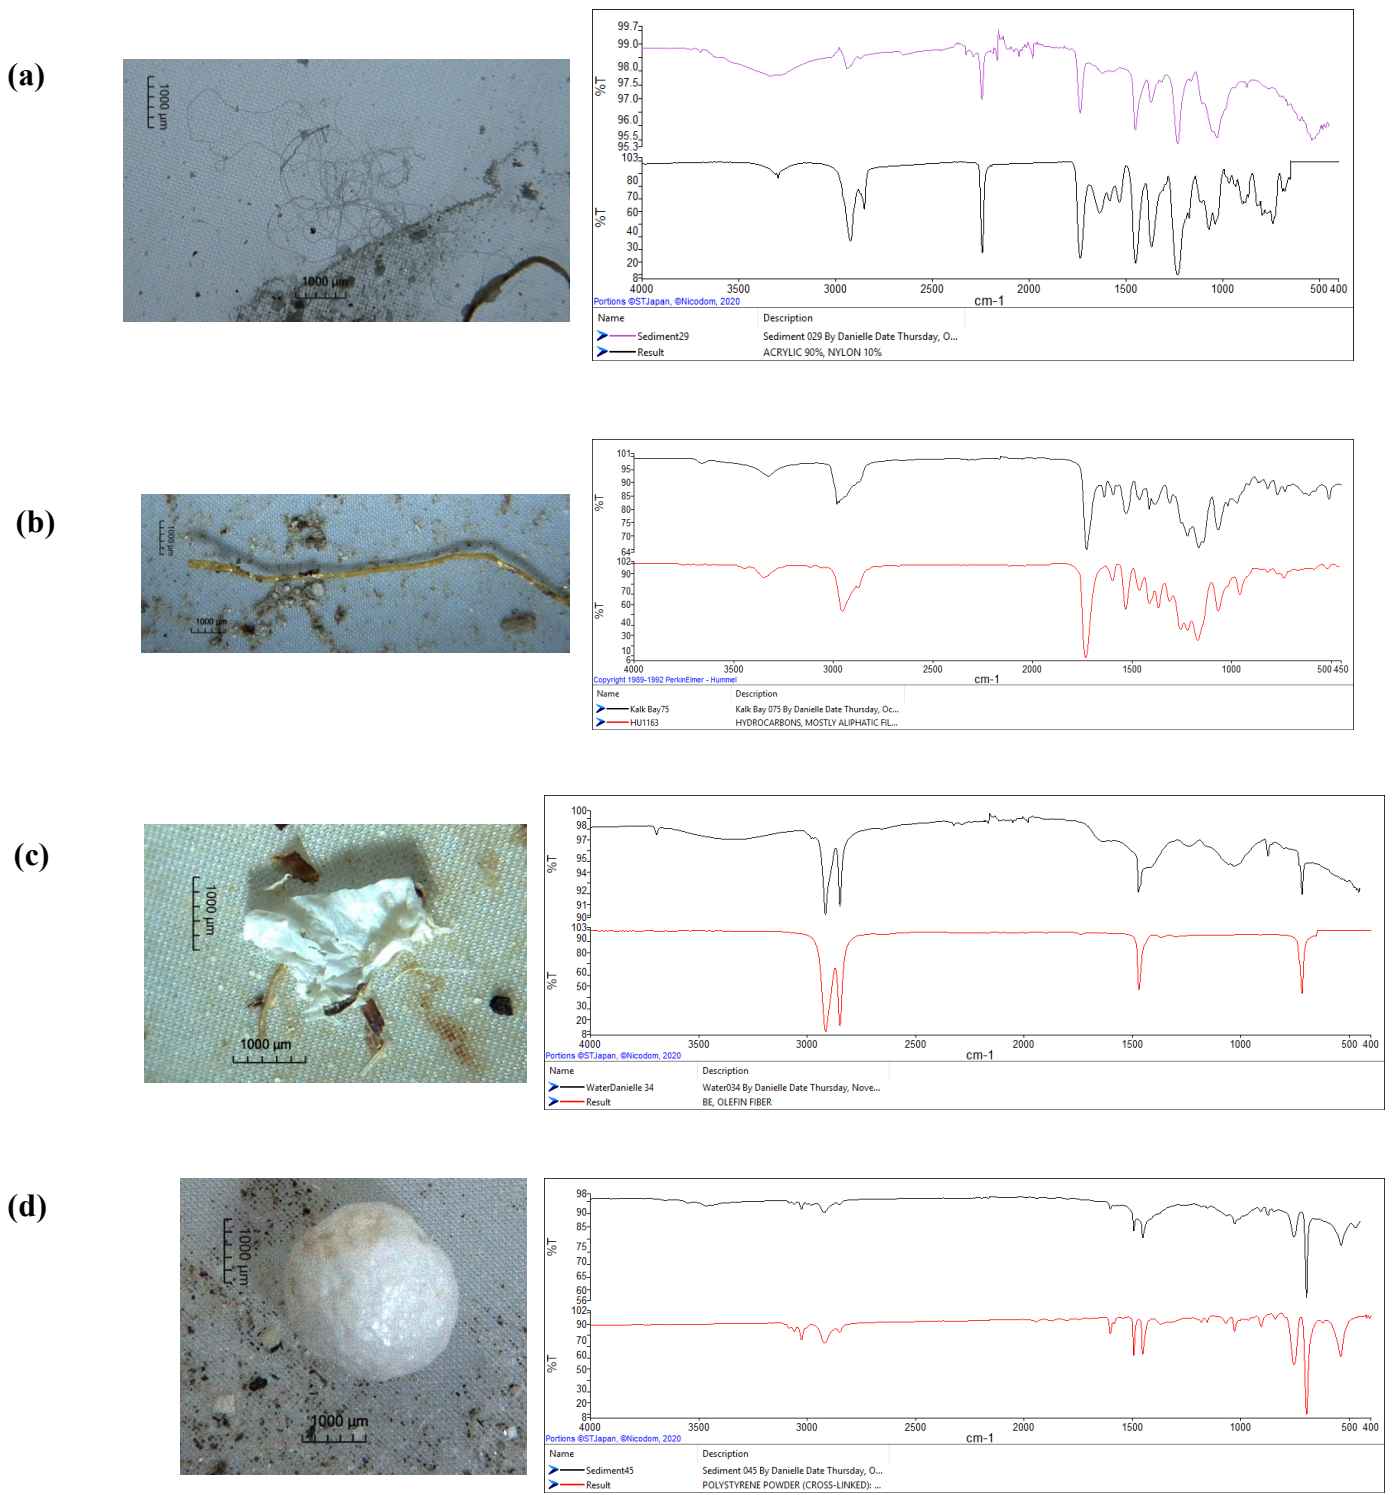 (a)
1000 µm
1000 µm
99.7
99.0
98.0
97.5
97.0
96.0
95.5
95.3
%T
103
80
70
60
40
30
20
8
%T
4000 3500 3000 2500 2000 1500 1000 500 400
cm-1
Portions ©STJapan, ©Nicodom, 2020
Name Description
Sediment29 Sediment 029 By Danielle Date Thursday, O...
Result ACRYLIC 90%, NYLON 10%
(b)
1000 µm
1000 µm
101
95
90
85
80
75
70
64
%T
102
90
70
60
40
30
10
6
%T
4000 3500 3000 2500 2000 1500 1000 500 450
cm-1
Copyright 1989-1992 PerkinElmer - Hummel
Name Description
Kalk Bay75 Kalk Bay 075 By Danielle Date Thursday, Oc...
HU1163 HYDROCARBONS, MOSTLY ALIPHATIC FIL...
(c)
1000 µm
1000 µm
100
98
97
95
94
92
91
90
%T
103
90
80
60
50
30
20
8
%T
4000 3500 3000 2500 2000 1500 1000 500 400
cm-1
Portions ©STJapan, ©Nicodom, 2020
Name Description
WaterDanielle 34 Water034 By Danielle Date Thursday, Nove...
Result BE, OLEFIN FIBER
(d)
1000 µm
1000 µm
98
90
85
75
70
65
60
56
%T
102
90
70
60
50
30
20
8
%T
4000 3500 3000 2500 2000 1500 1000 500 400
cm-1
Portions ©STJapan, ©Nicodom, 2020
Name Description
Sediment45 Sediment 045 By Danielle Date Thursday, O...
Result POLYSTYRENE POWDER (CROSS-LINKED): ...